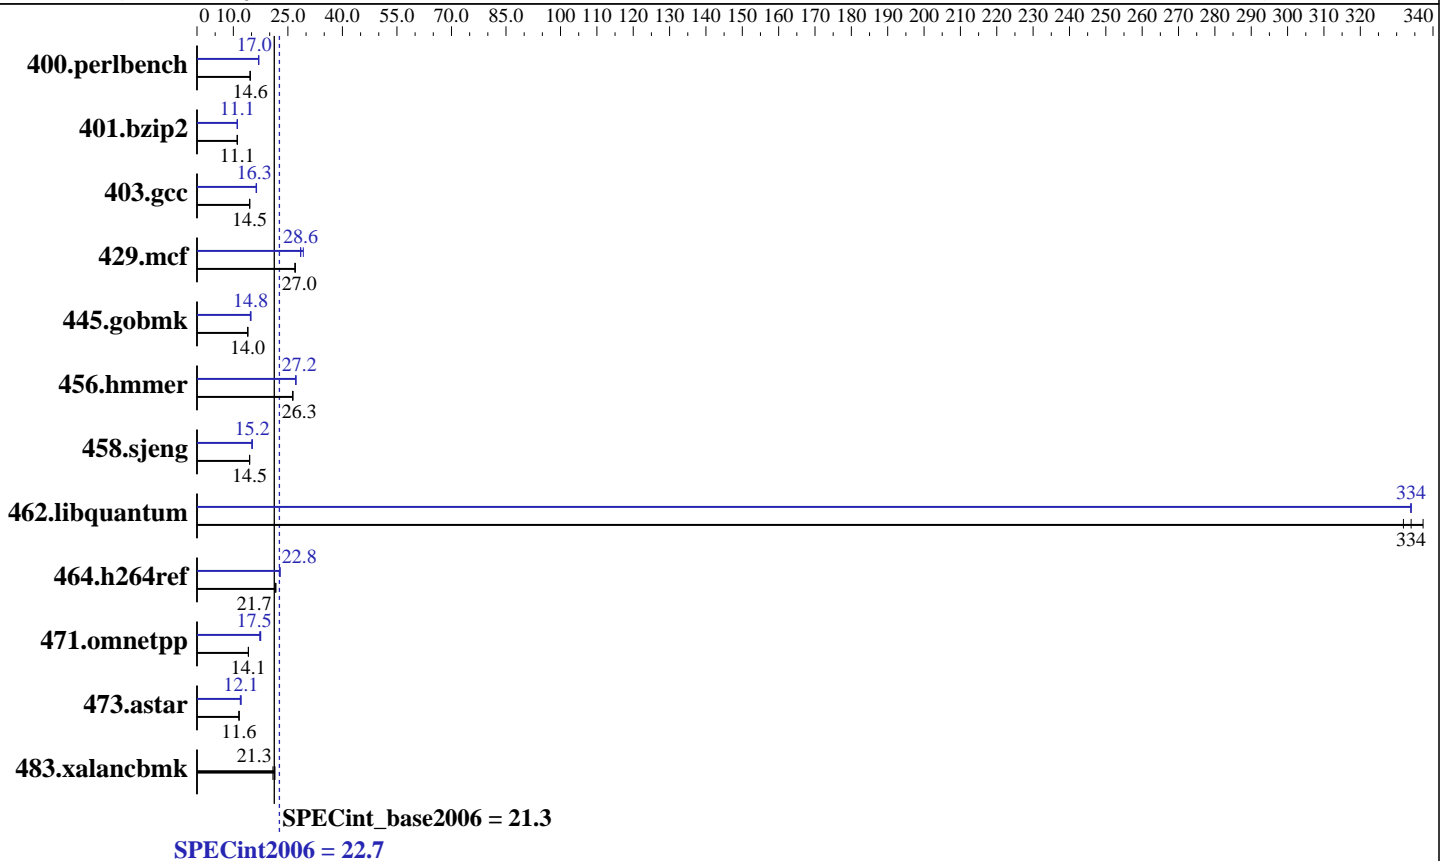 0 10.0 25.0 40.0 55.0 70.0 85.0 100 110 120 130 140 150 160 170 180 190 200 210 220 230 240 250 260 270 280 290 300 310 320 340
17.0
400.perlbench
14.6
11.1
401.bzip2
11.1
16.3
403.gcc
14.5
28.6
429.mcf
27.0
14.8
445.gobmk
14.0
27.2
456.hmmer
26.3
15.2
458.sjeng
14.5
334
462.libquantum
334
22.8
464.h264ref
21.7
17.5
471.omnetpp
14.1
12.1
473.astar
11.6
21.3
483.xalancbmk
SPECint_base2006 = 21.3
SPECint2006 = 22.7